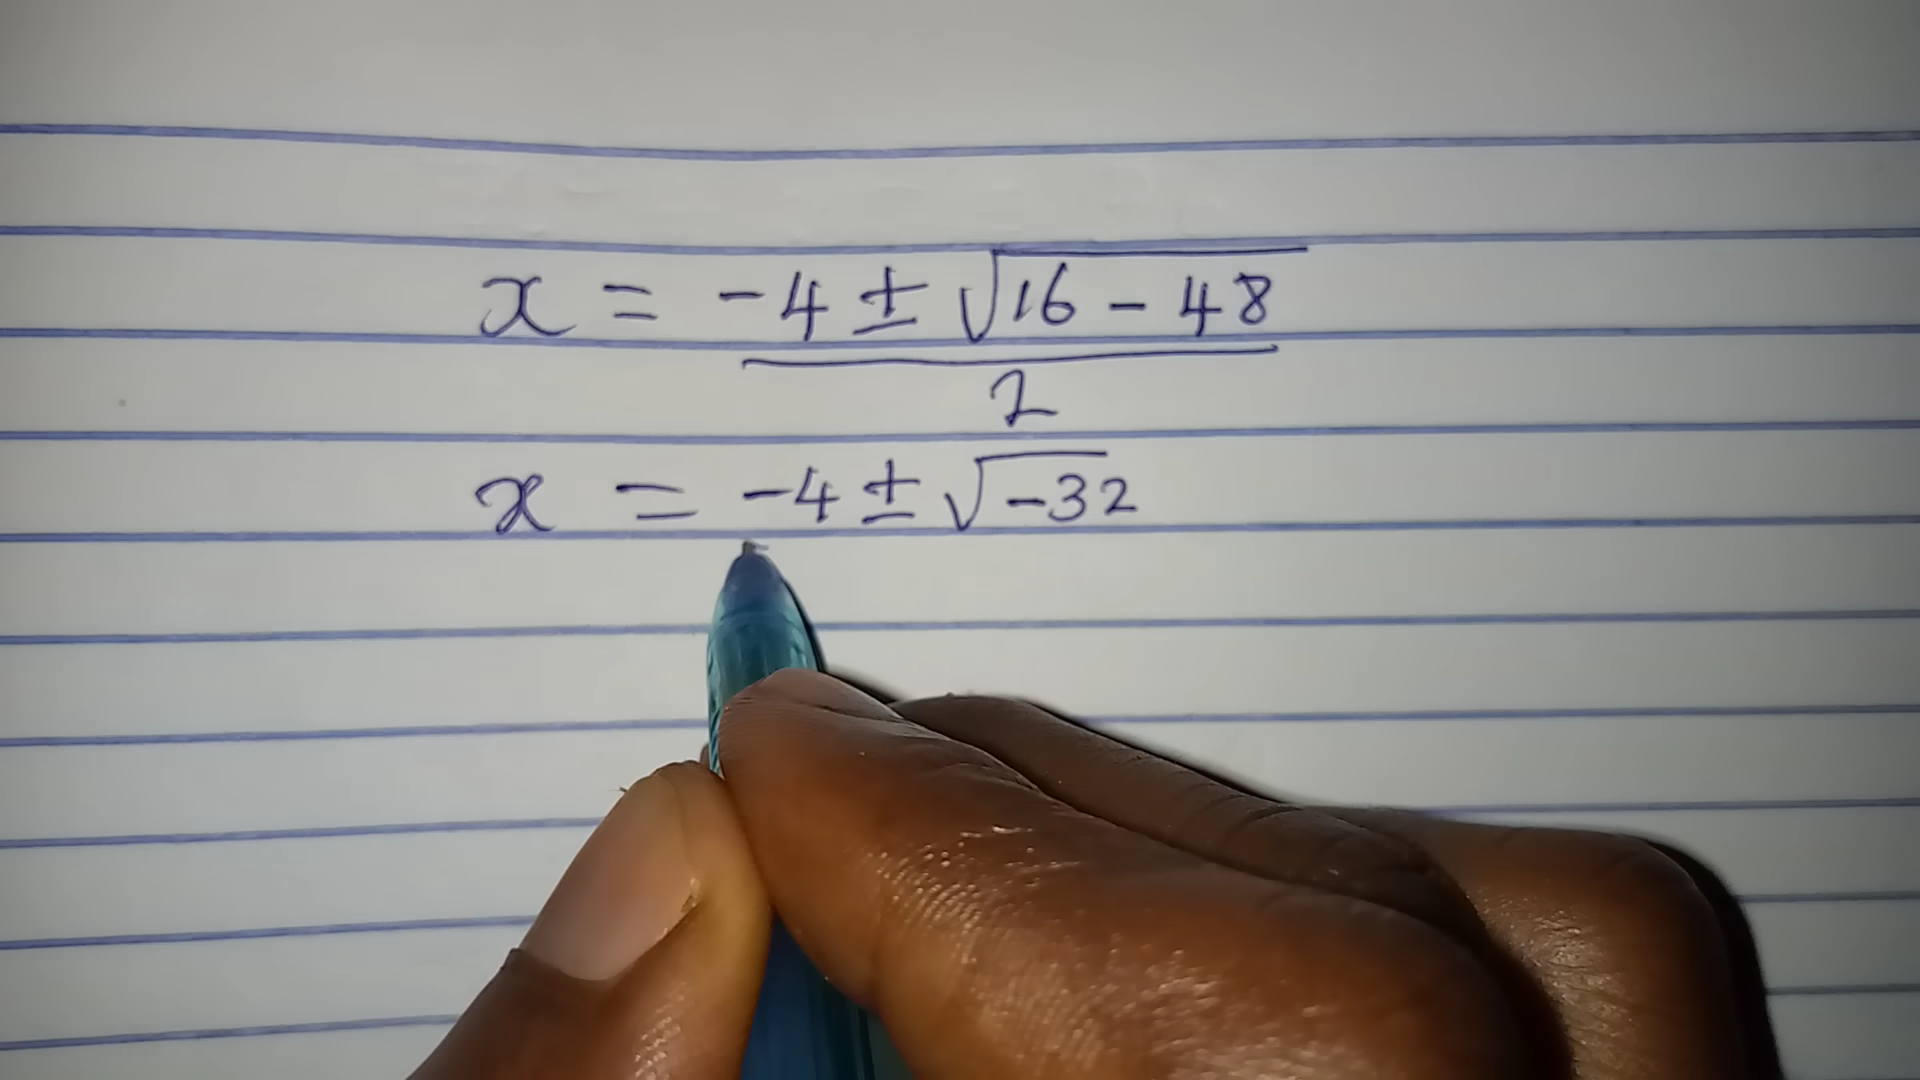 x = -4 ± √16 - 48
2
x = -4 ± √-32